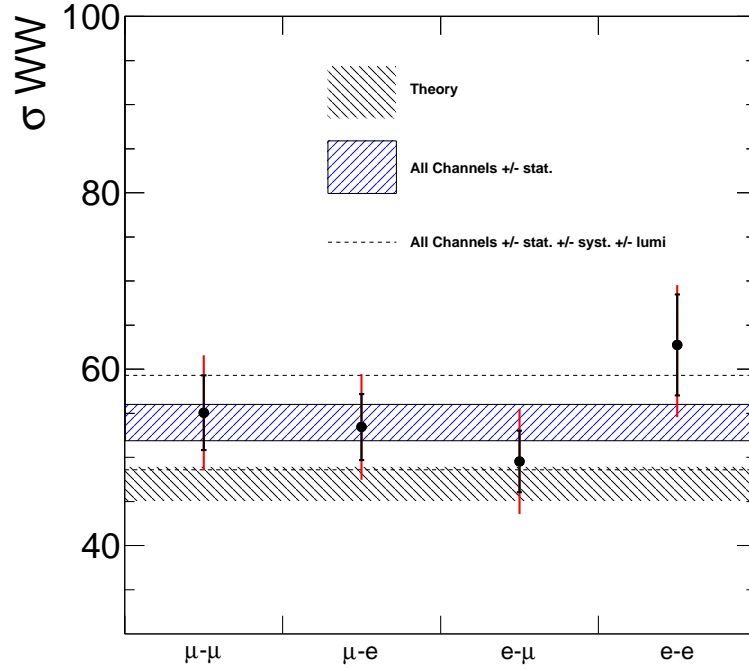 σ WW
100
80
60
40
Theory
All Channels +/- stat.
All Channels +/- stat. +/- syst. +/- lumi
μ-μ μ-e e-μ e-e